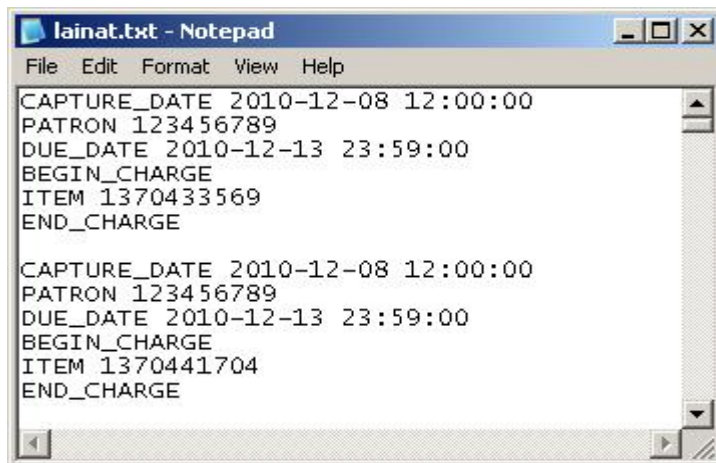 lainat.txt - Notepad
File Edit Format View Help
CAPTURE_DATE 2010-12-08 12:00:00
PATRON 123456789
DUE_DATE 2010-12-13 23:59:00
BEGIN_CHARGE
ITEM 1370433569
END_CHARGE

CAPTURE_DATE 2010-12-08 12:00:00
PATRON 123456789
DUE_DATE 2010-12-13 23:59:00
BEGIN_CHARGE
ITEM 1370441704
END_CHARGE